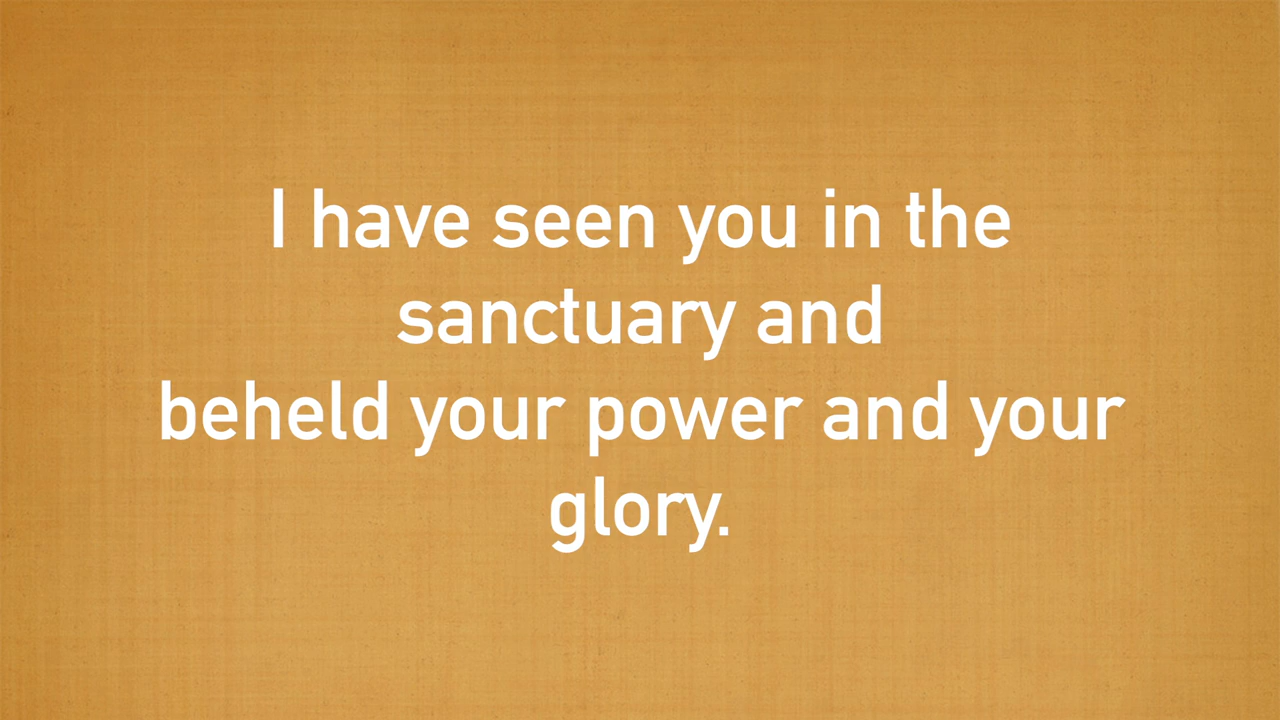 I have seen you in the
sanctuary and
beheld your power and your
glory.